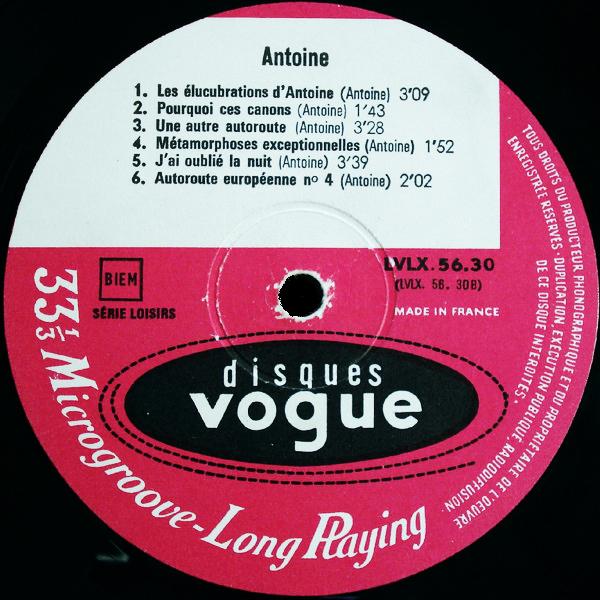 Antoine
1. Les élucubrations d'Antoine (Antoine) 3'09
2. Pourquoi ces canons (Antoine) 1'43
3. Une autre autoroute (Antoine) 3'28
4. Métamorphoses exceptionnelles (Antoine) 1'52
5. J'ai oublié la nuit (Antoine) 3'39
6. Autoroute européenne nº 4 (Antoine) 2'02
BIEM
SÉRIE LOISIRS
LVLX. 56.30
(LVLX. 56. 30B)
MADE IN FRANCE
disques
vogue
33 1/3 Microgroove-Long Playing
TOUS DROITS DU PRODUCTEUR PHONOGRAPHIQUE ET DU PROPRIÉTAIRE DE L'OEUVRE
ENREGISTRÉE RESERVÉS · DUPLICATION, EXÉCUTION PUBLIQUE, RADIODIFFUSION
DE CE DISQUE INTERDITES ·